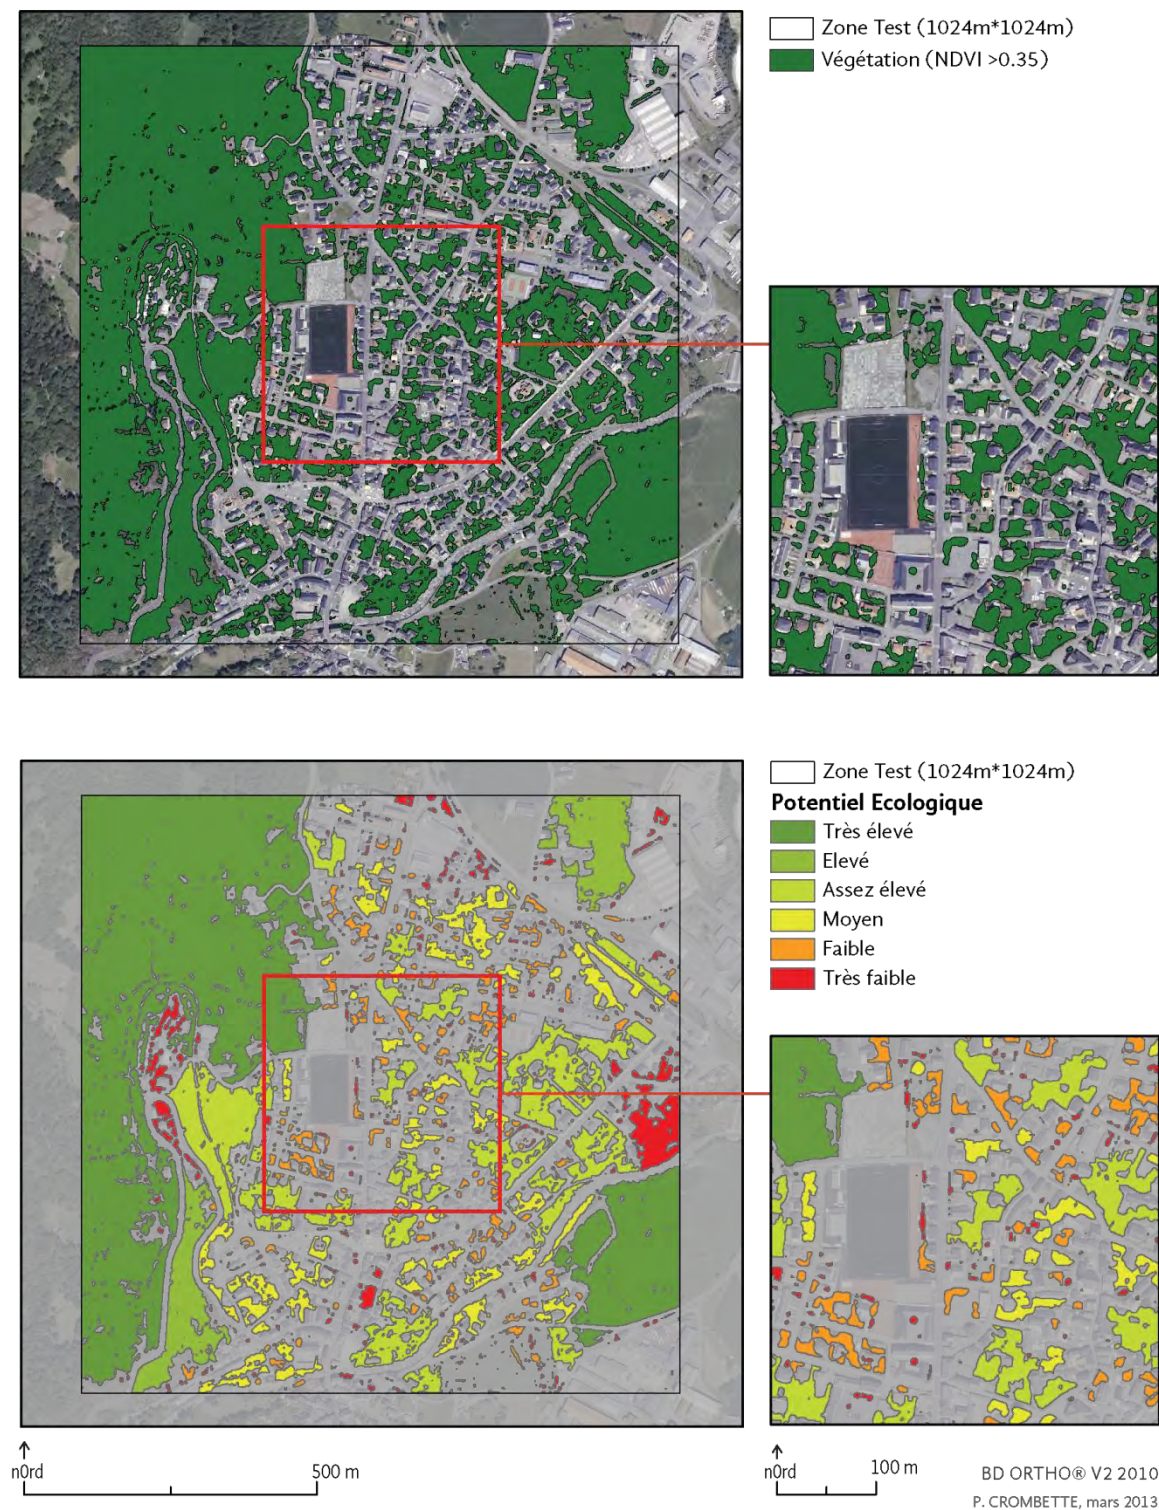 Zone Test (1024m*1024m)
Végétation (NDVI >0.35)
Zone Test (1024m*1024m)
Potentiel Ecologique
Très élevé
Elevé
Assez élevé
Moyen
Faible
Très faible
n0rd
500 m
n0rd
100 m
BD ORTHO® V2 2010
P. CROMBETTE, mars 2013